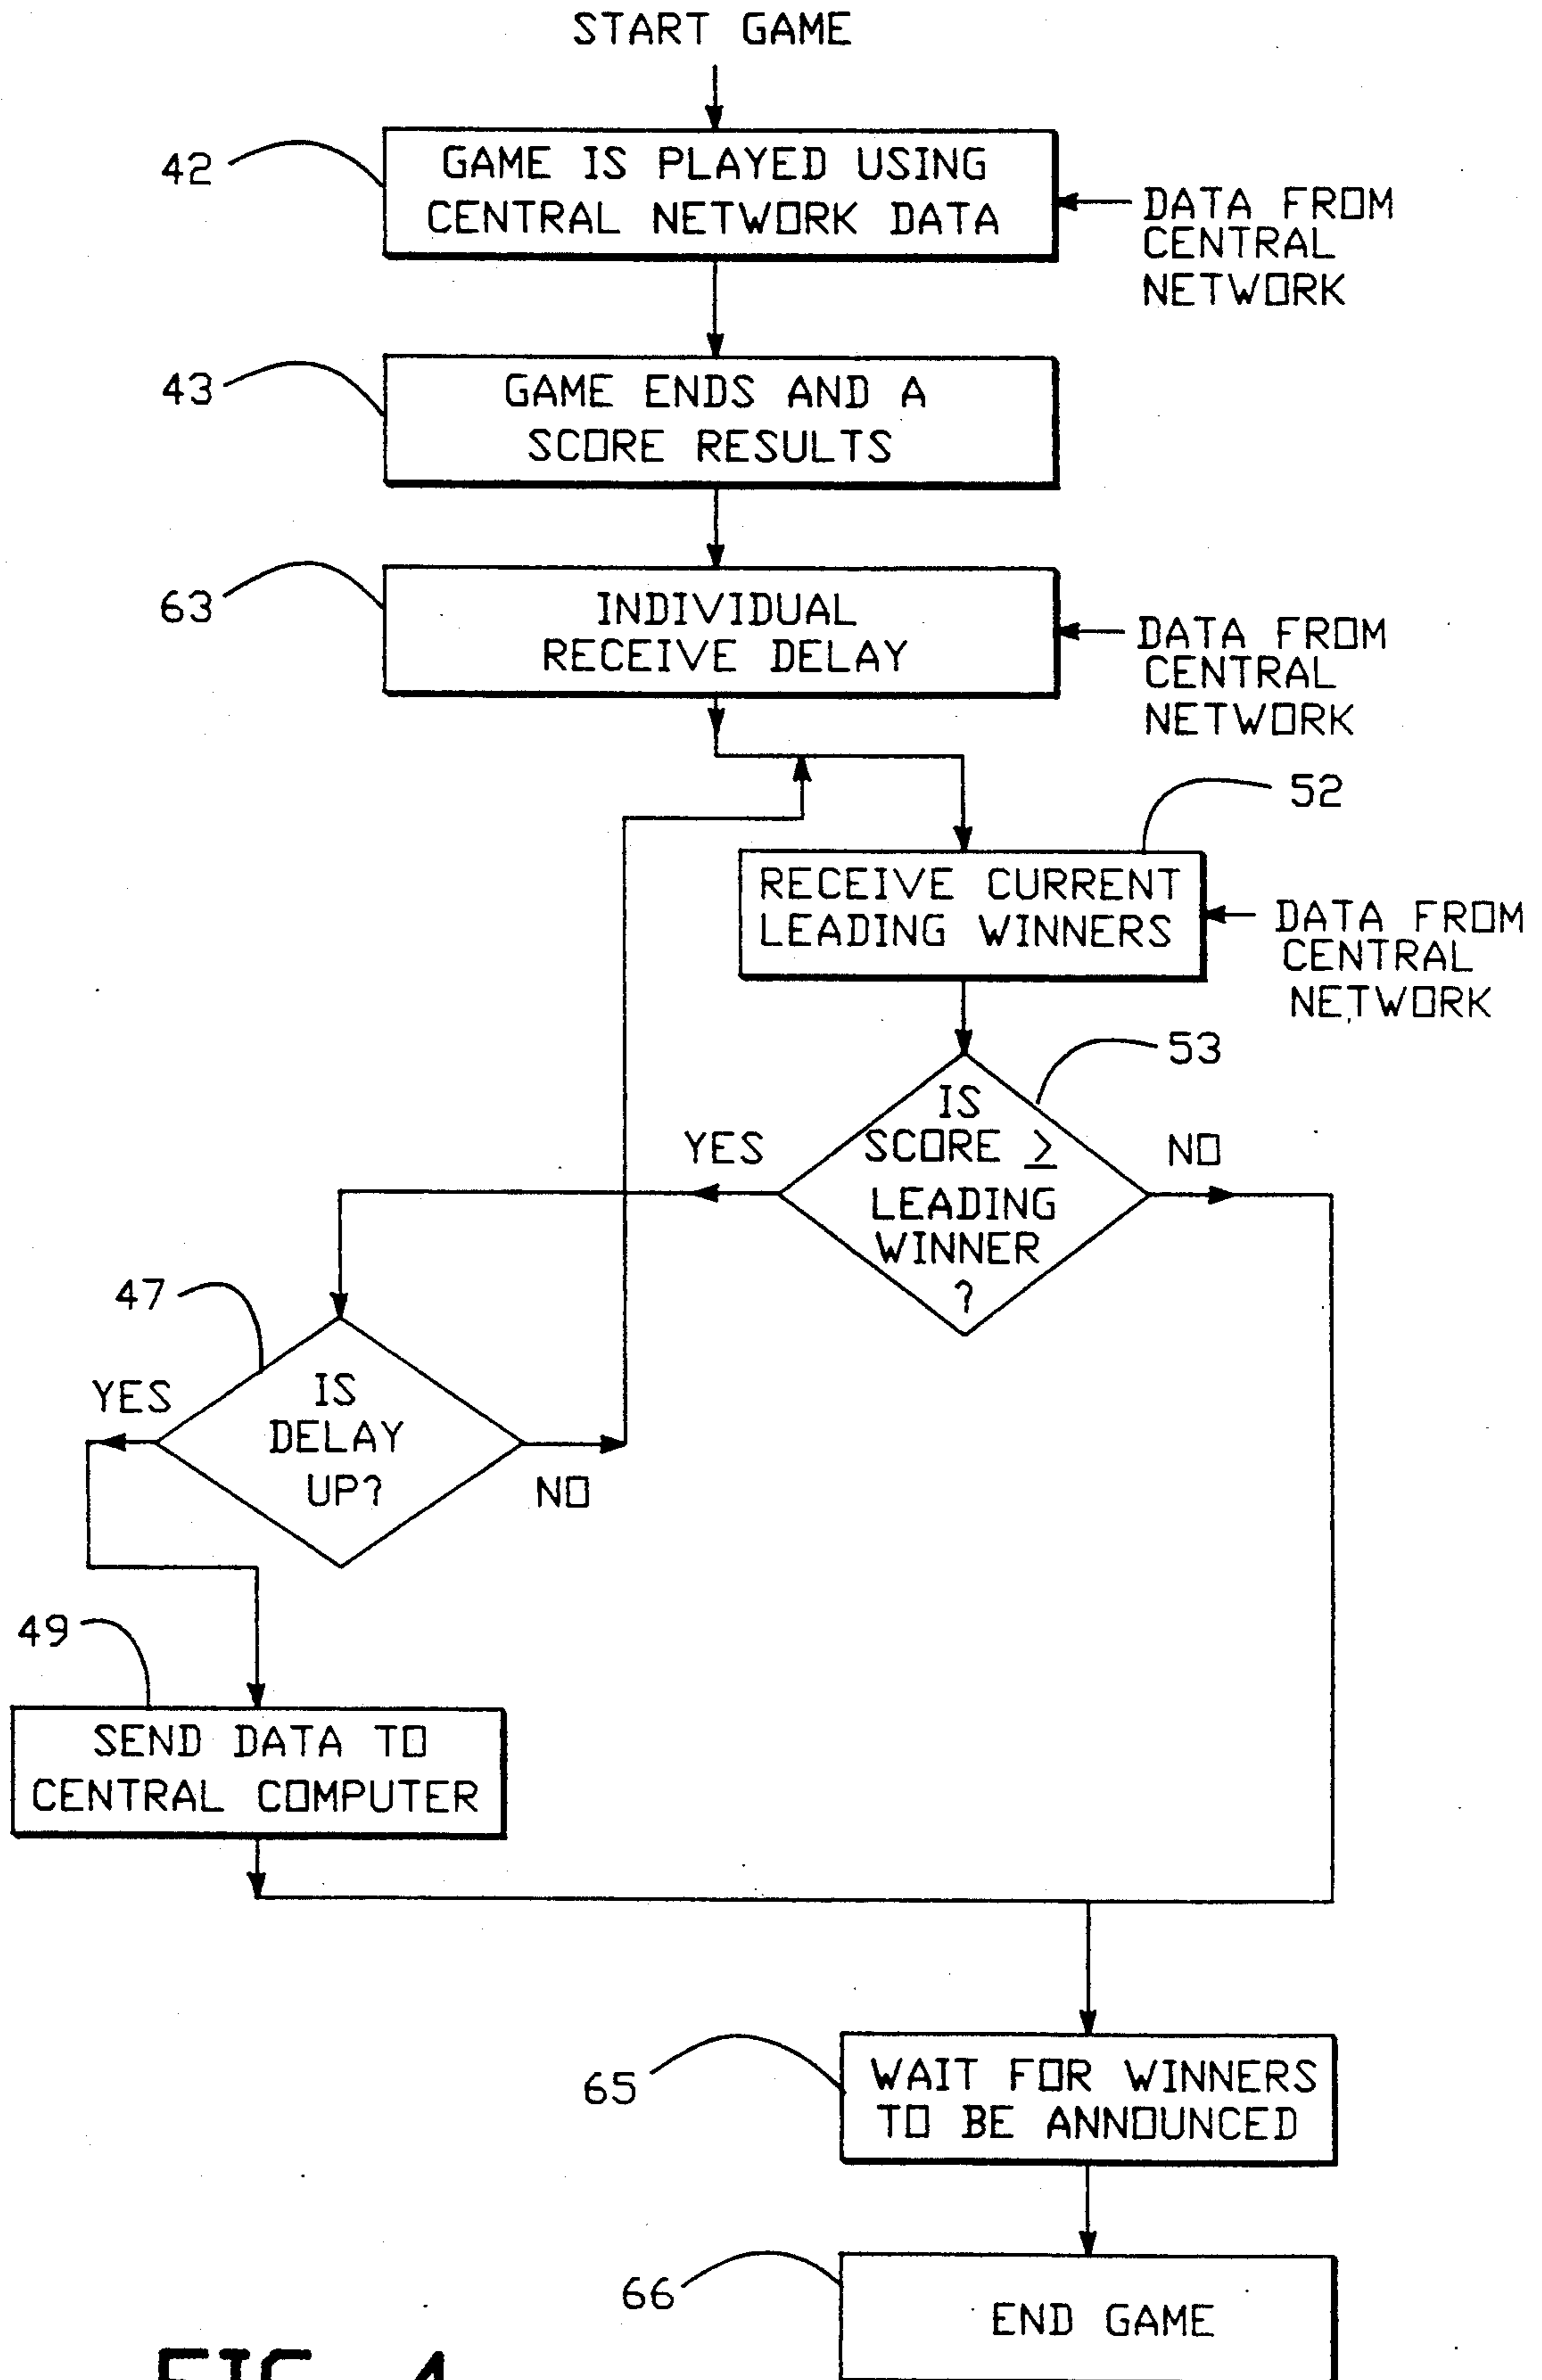 START GAME
42
GAME IS PLAYED USING
CENTRAL NETWORK DATA
DATA FROM
CENTRAL
NETWORK
43
GAME ENDS AND A
SCORE RESULTS
63
INDIVIDUAL
RECEIVE DELAY
DATA FROM
CENTRAL
NETWORK
52
RECEIVE CURRENT
LEADING WINNERS
DATA FROM
CENTRAL
NETWORK
53
IS
SCORE ≥
LEADING
WINNER
?
YES
NO
47
IS
DELAY
UP?
YES
NO
49
SEND DATA TO
CENTRAL COMPUTER
65
WAIT FOR WINNERS
TO BE ANNOUNCED
66
END GAME
FIG. 4